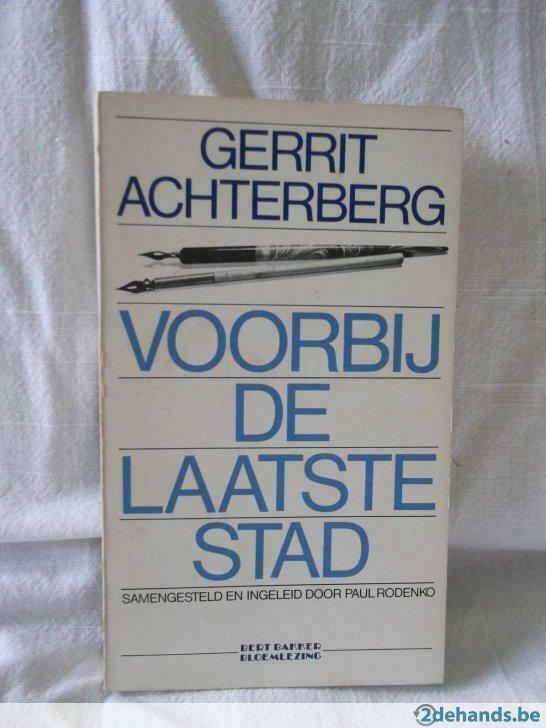 GERRIT
ACHTERBERG
VOORBIJ
DE
LAATSTE
STAD
SAMENGESTELD EN INGELEID DOOR PAUL RODENKO
BERT BAKKER
BLOEMLEZING
2dehands.be